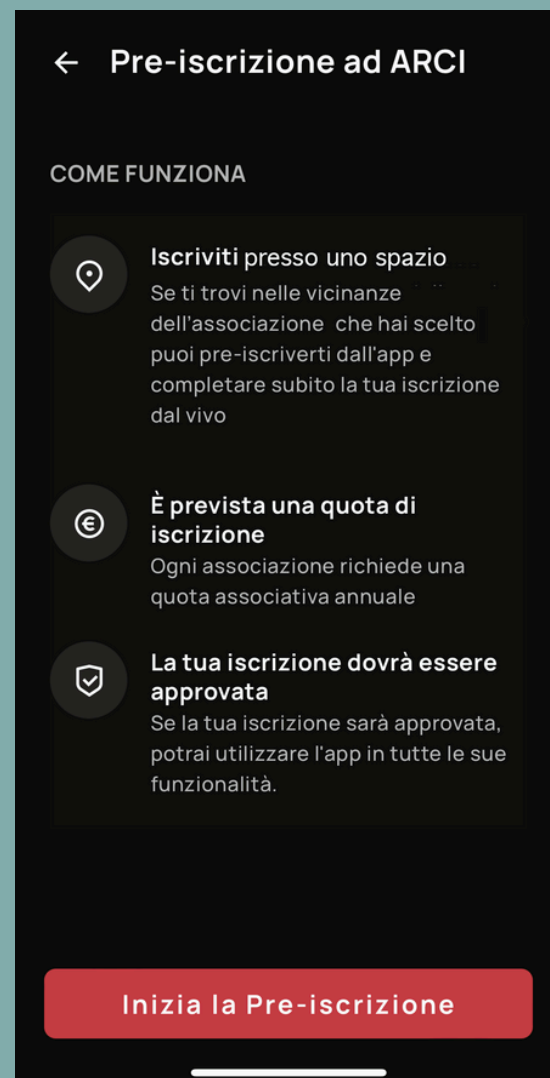 Pre-iscrizione ad ARCI
COME FUNZIONA
Iscriviti presso uno spazio
Se ti trovi nelle vicinanze
dell'associazione che hai scelto
puoi pre-iscriverti dall'app e
completare subito la tua iscrizione
dal vivo
È prevista una quota di
iscrizione
Ogni associazione richiede una
quota associativa annuale
La tua iscrizione dovrà essere
approvata
Se la tua iscrizione sarà approvata,
potrai utilizzare l'app in tutte le sue
funzionalità.
Inizia la Pre-iscrizione